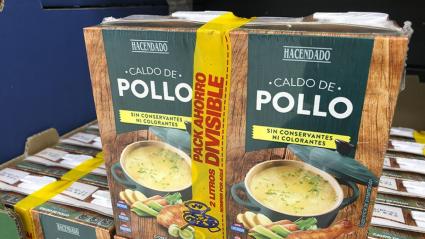 HACENDADO
CALDO DE
POLLO
SIN CONSERVANTES
NI COLORANTES
PACK AHORRO
DIVISIBLE
2 LITROS
HACENDADO
CALDO DE
POLLO
SIN CONSERVANTES
NI COLORANTES